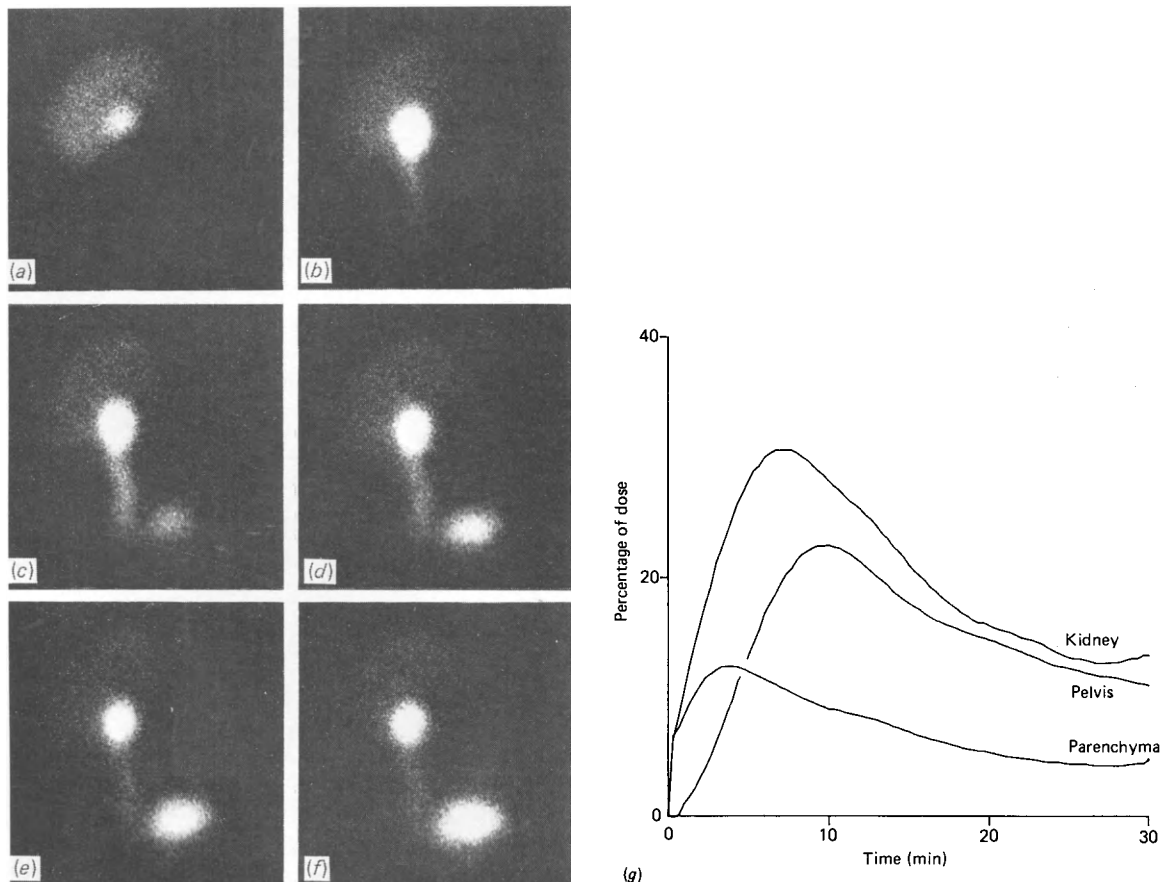 (a)
(b)
(c)
(d)
(e)
(f)
40
20
0
Percentage of dose
Kidney
Pelvis
Parenchyma
0
10
20
30
Time (min)
(g)